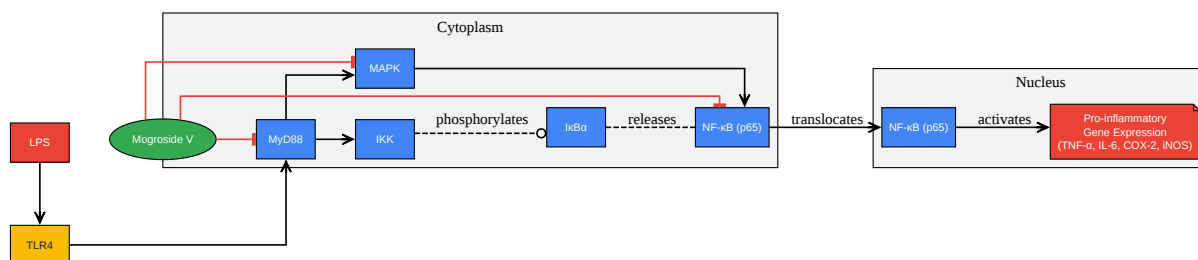 Cytoplasm
MAPK
Nucleus
LPS
Mogroside V
MyD88
IKK
phosphorylates
IκBα
releases
NF-κB (p65)
translocates
NF-κB (p65)
activates
Pro-inflammatory
Gene Expression
(TNF-α, IL-6, COX-2, iNOS)
TLR4